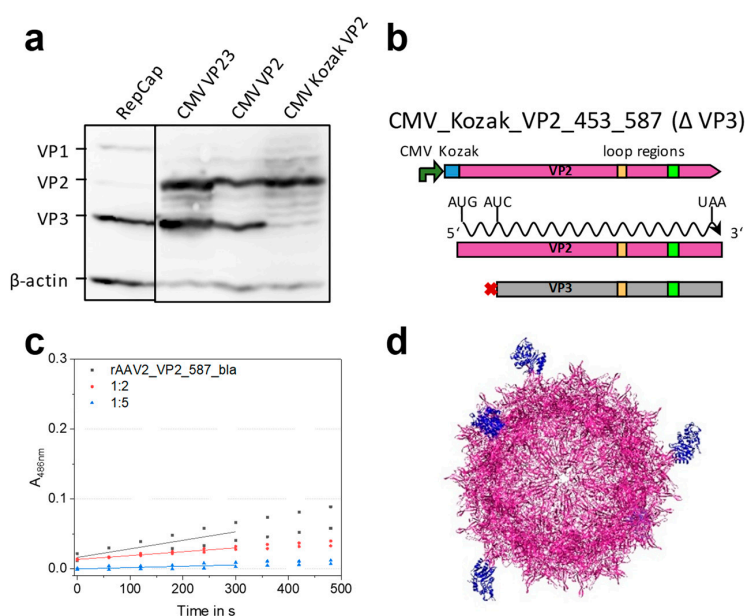 a
RepCap
CMV VP23
CMV VP2
CMV Kozak VP2
VP1
VP2
VP3
β-actin
b
CMV_Kozak_VP2_453_587 (Δ VP3)
CMV Kozak
loop regions
VP2
AUG AUC UAA
5‘ 3‘
VP2
VP3
c
0.3
0.2
0.1
0.0
A486nm
rAAV2_VP2_587_bla
1:2
1:5
0 100 200 300 400 500
Time in s
d